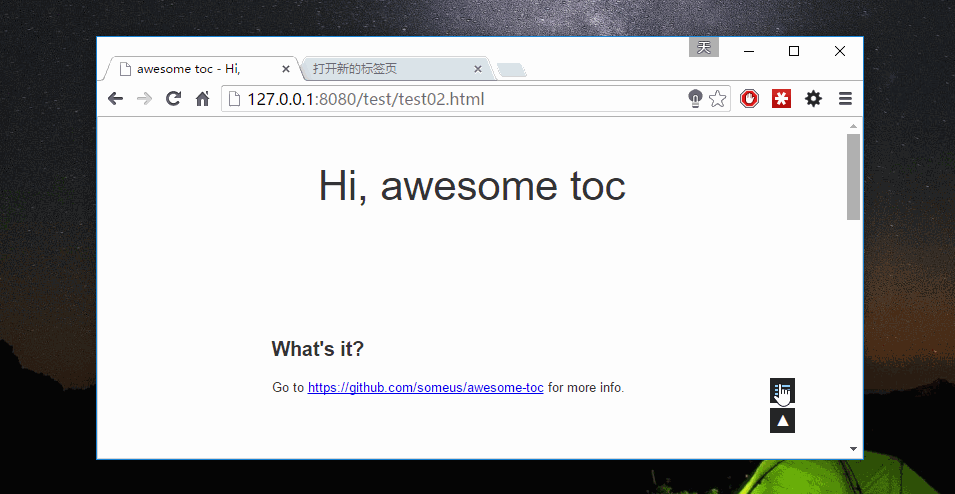 天
awesome toc - Hi,
打开新的标签页
127.0.0.1:8080/test/test02.html
Hi, awesome toc
What's it?
Go to https://github.com/someus/awesome-toc for more info.